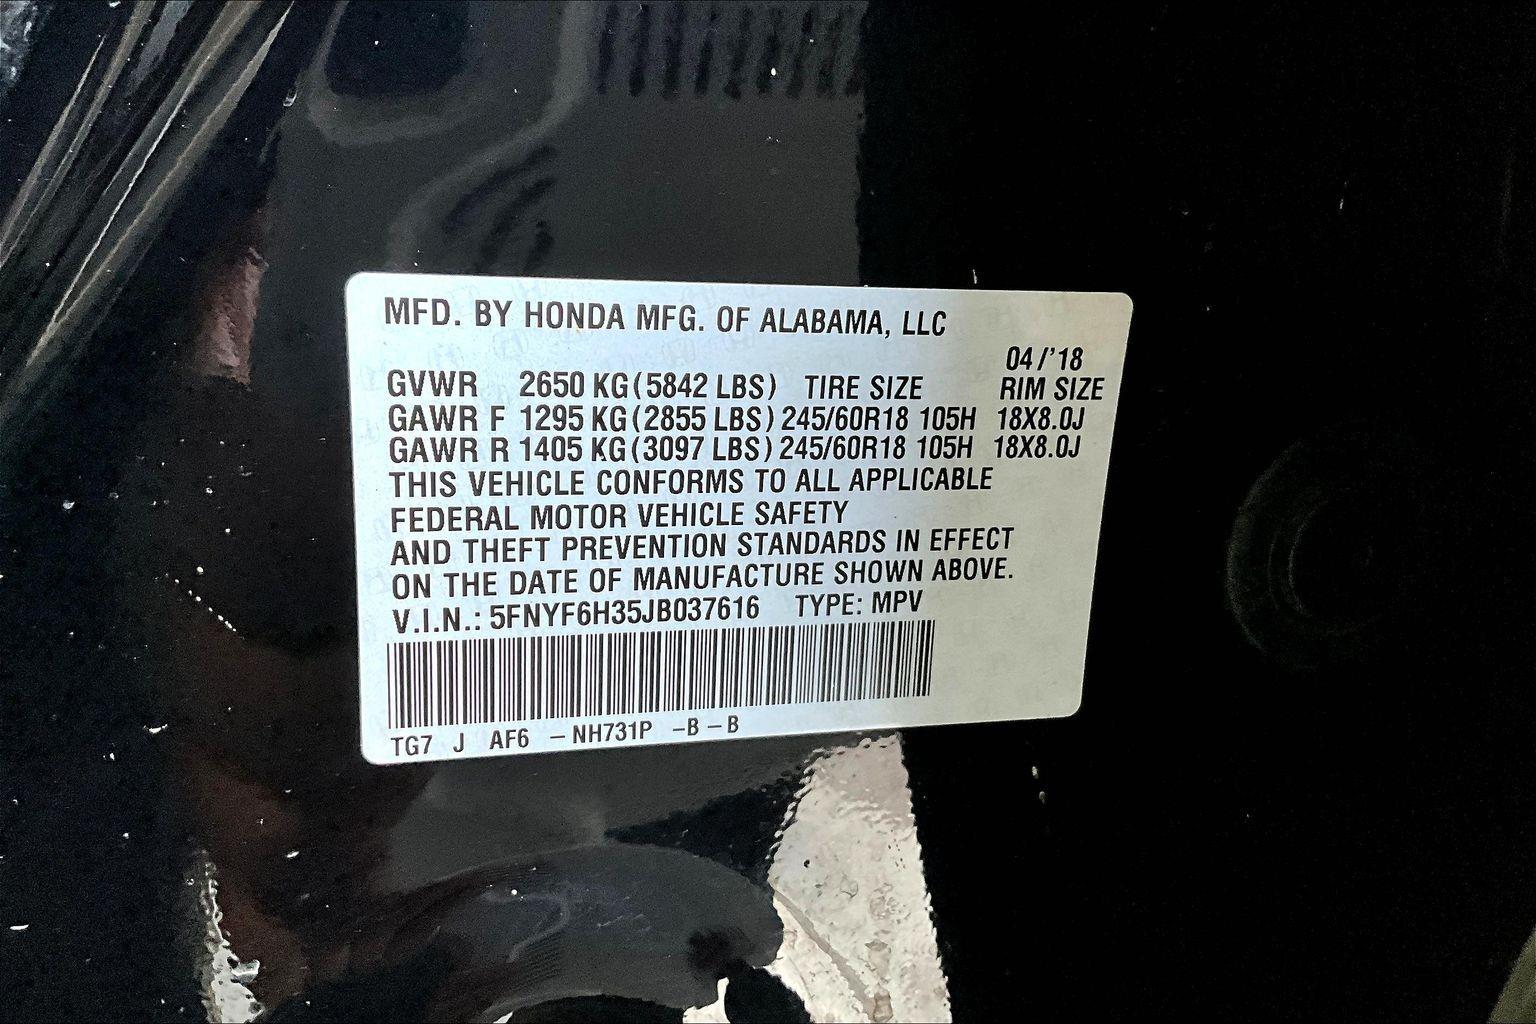 MFD. BY HONDA MFG. OF ALABAMA, LLC
04/'18
GVWR 2650 KG(5842 LBS) TIRE SIZE RIM SIZE
GAWR F 1295 KG(2855 LBS) 245/60R18 105H 18X8.0J
GAWR R 1405 KG(3097 LBS) 245/60R18 105H 18X8.0J
THIS VEHICLE CONFORMS TO ALL APPLICABLE
FEDERAL MOTOR VEHICLE SAFETY
AND THEFT PREVENTION STANDARDS IN EFFECT
ON THE DATE OF MANUFACTURE SHOWN ABOVE.
V.I.N.: 5FNYF6H35JB037616 TYPE: MPV
TG7 J AF6 – NH731P –B – B